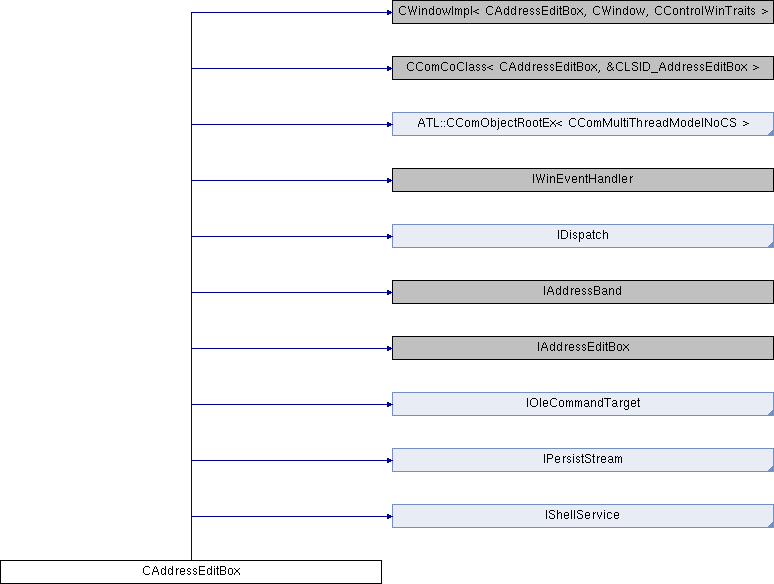 CWindowImpl< CAddressEditBox, CWindow, CControlWinTraits >
CComCoClass< CAddressEditBox, &CLSID_AddressEditBox >
ATL::CComObjectRootEx< CComMultiThreadModelNoCS >
IWinEventHandler
IDispatch
IAddressBand
IAddressEditBox
IOleCommandTarget
IPersistStream
IShellService
CAddressEditBox